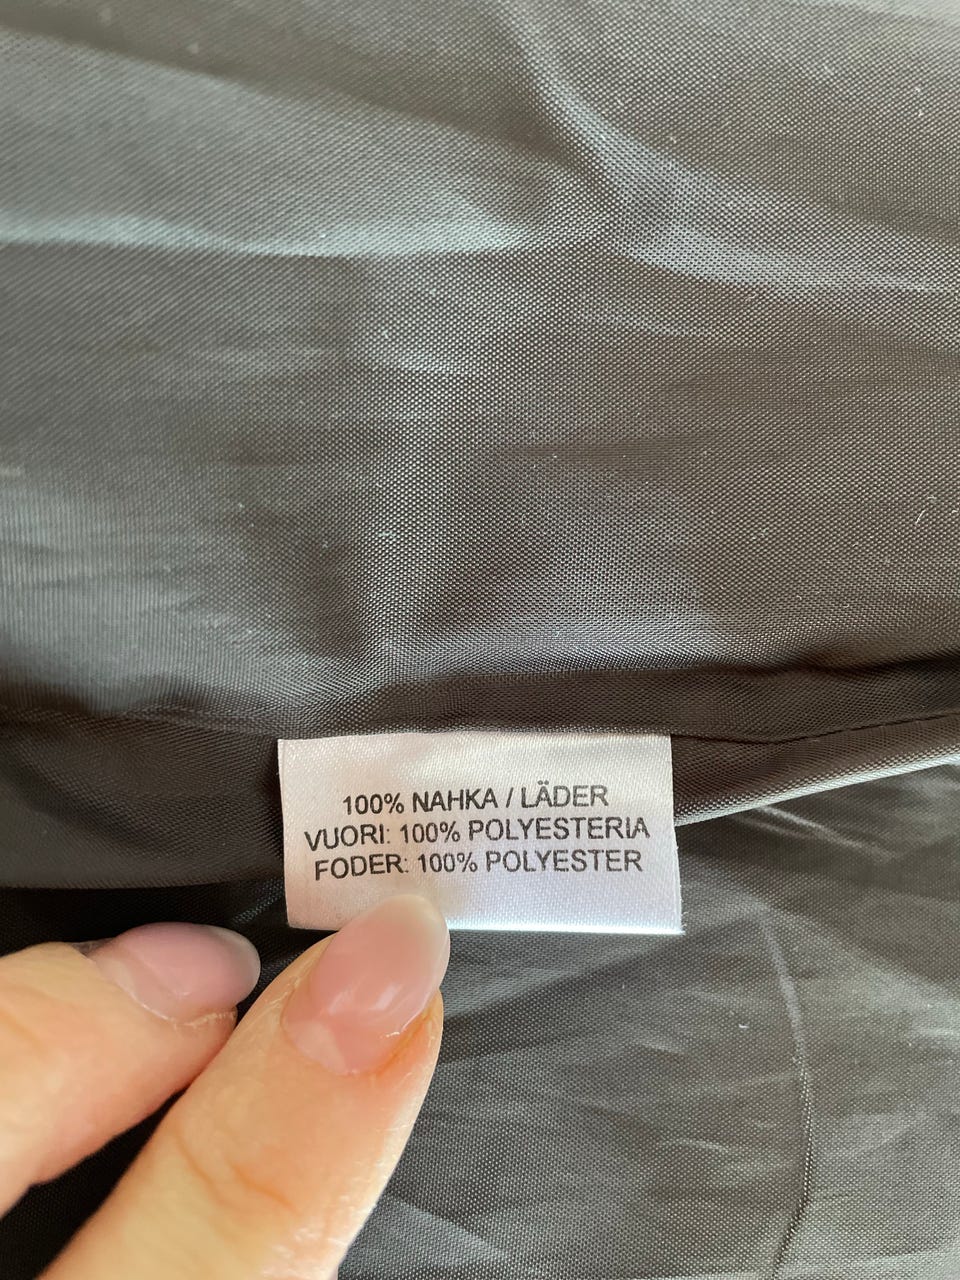 100% NAHKA / LÄDER
VUORI: 100% POLYESTERIA
FODER: 100% POLYESTER